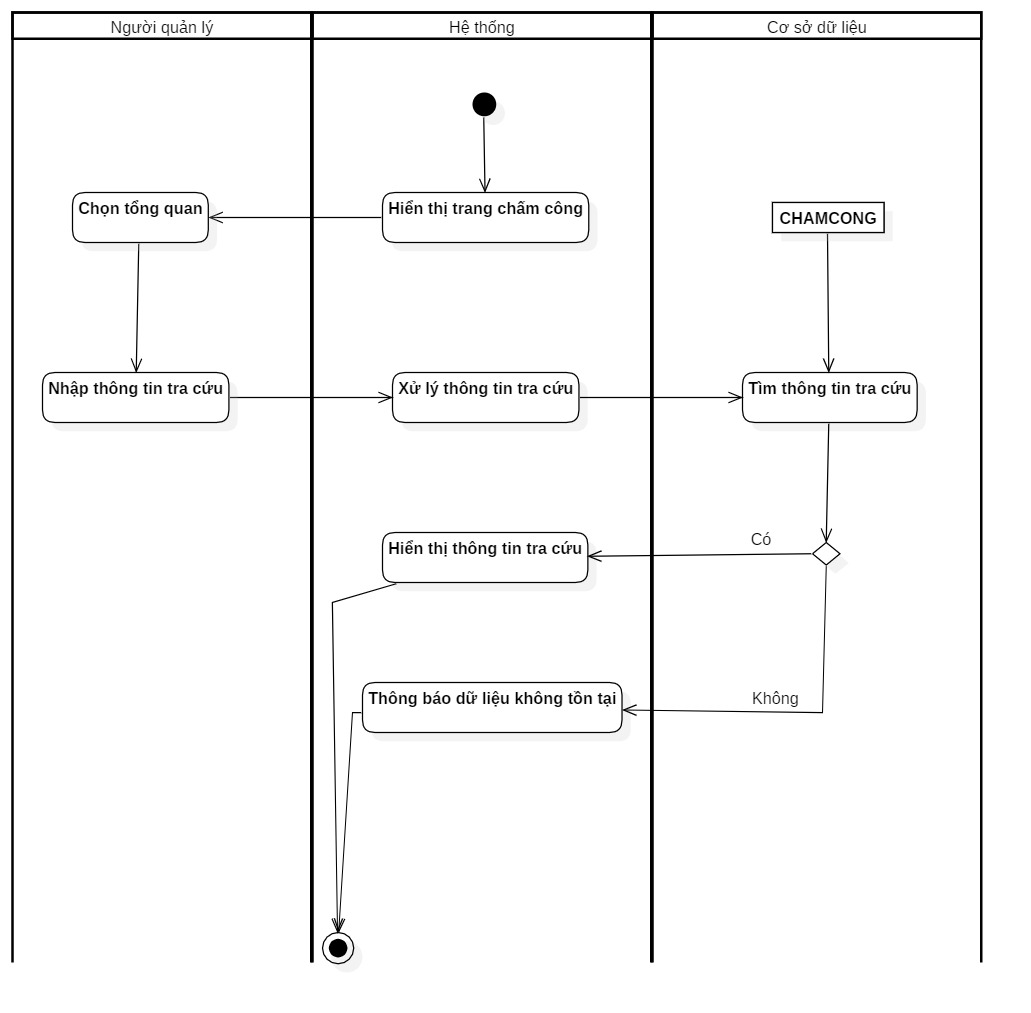 Người quản lý
Hệ thống
Cơ sở dữ liệu
Chọn tổng quan
Hiển thị trang chấm công
CHAMCONG
Nhập thông tin tra cứu
Xử lý thông tin tra cứu
Tìm thông tin tra cứu
Có
Hiển thị thông tin tra cứu
Không
Thông báo dữ liệu không tồn tại